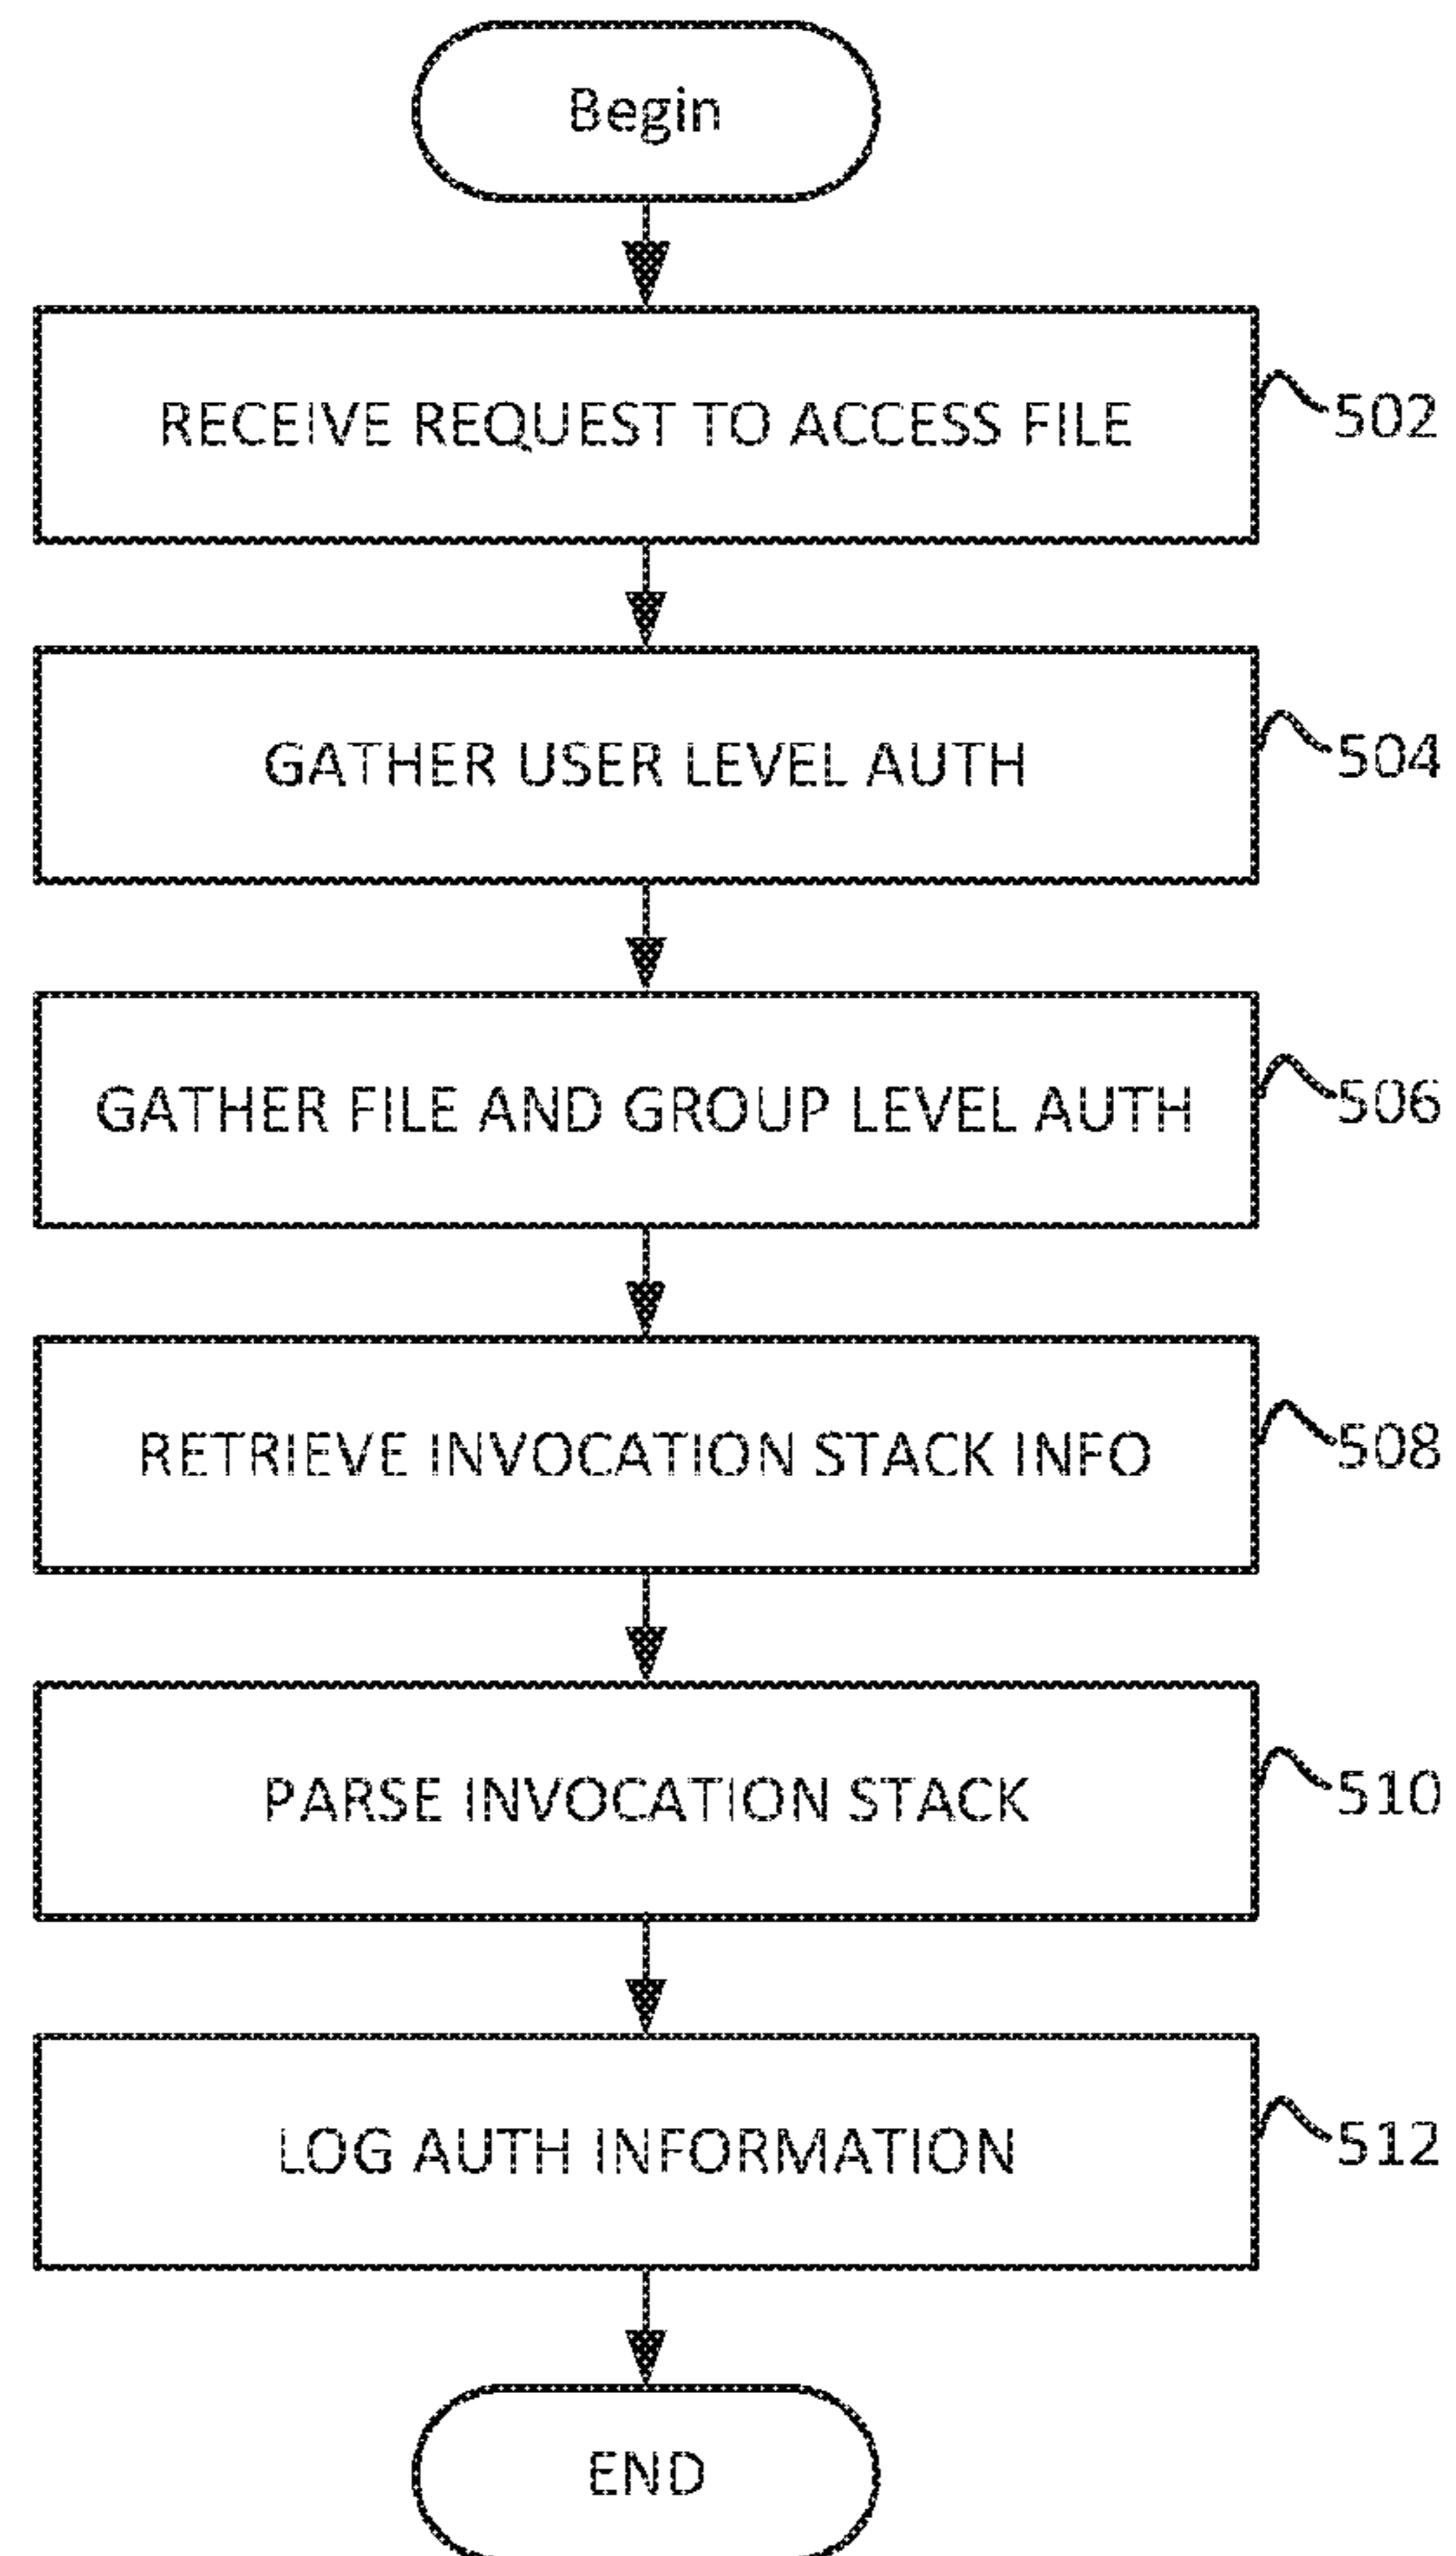 Begin
RECEIVE REQUEST TO ACCESS FILE
502
GATHER USER LEVEL AUTH
504
GATHER FILE AND GROUP LEVEL AUTH
506
RETRIEVE INVOCATION STACK INFO
508
PARSE INVOCATION STACK
510
LOG AUTH INFORMATION
512
END